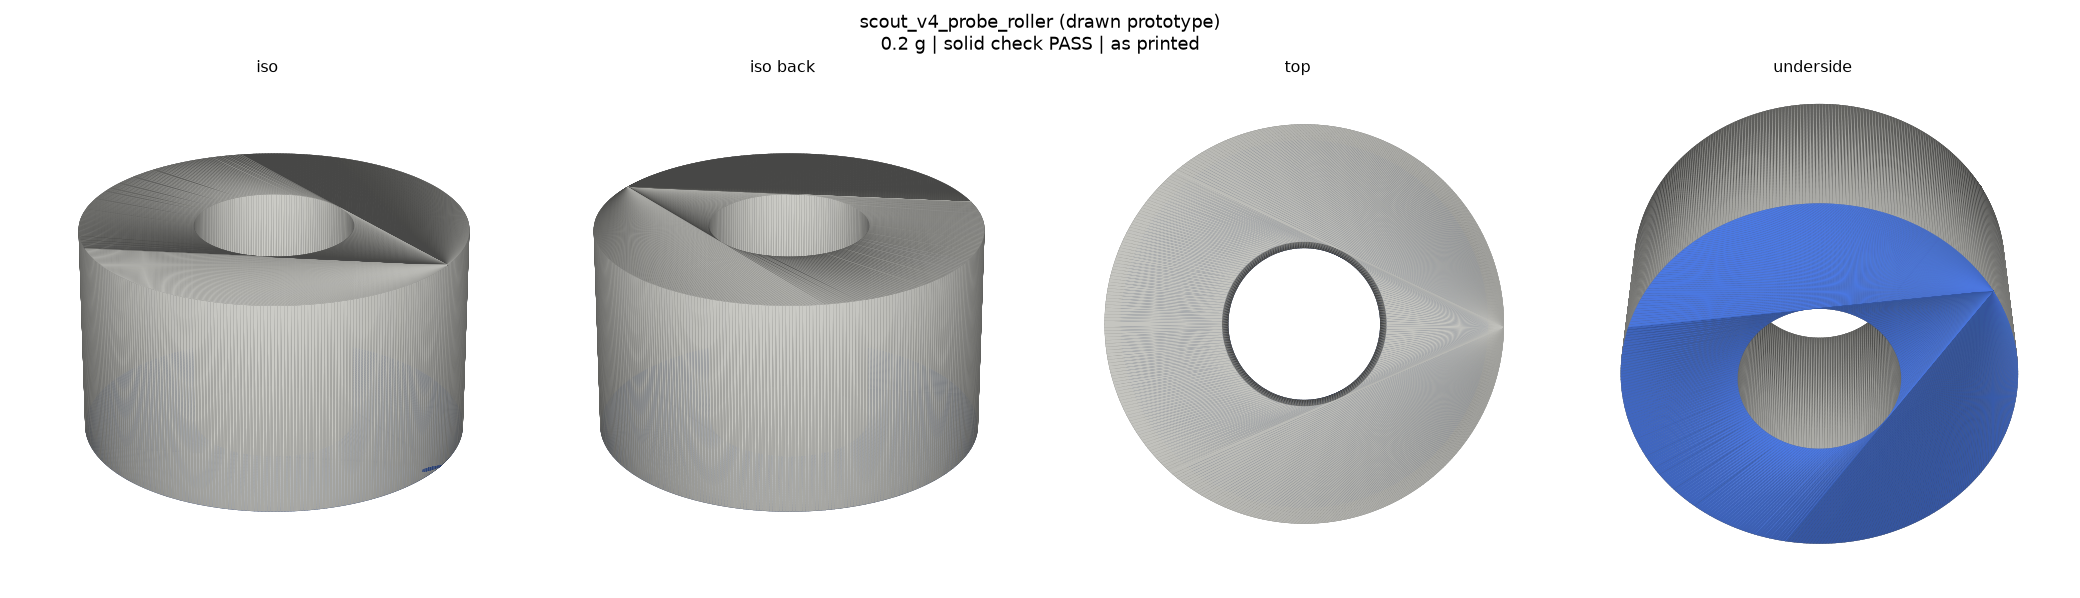 scout_v4_probe_roller (drawn prototype)
0.2 g | solid check PASS | as printed
iso
iso back
top
underside